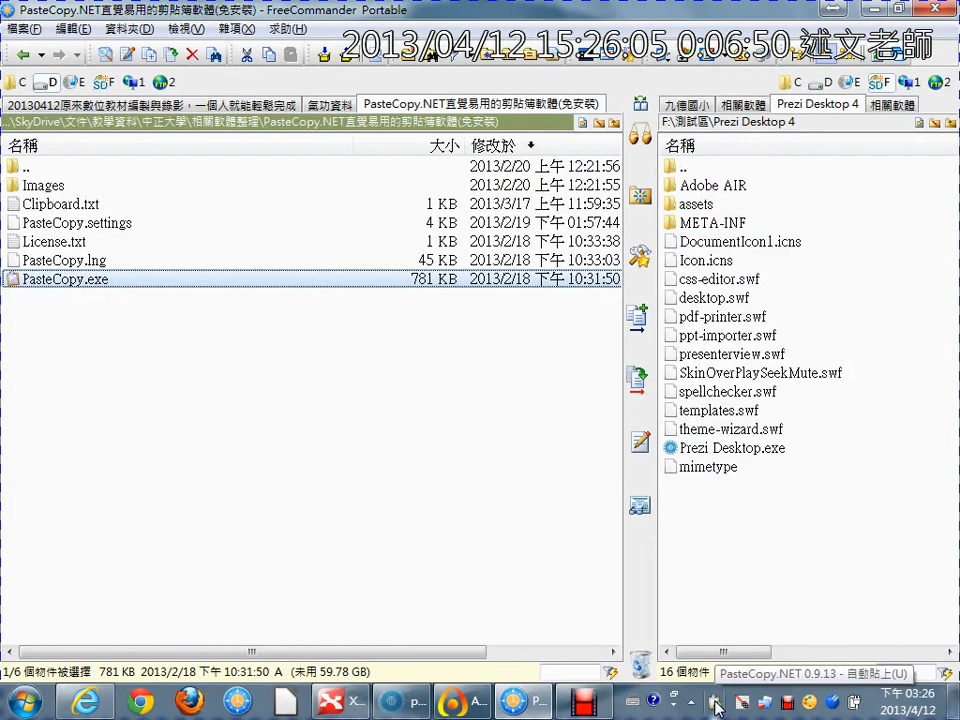 PasteCopy.NET直覺易用的剪貼簿軟體(免安裝) - FreeCommander Portable
檔案(F) 編輯(E) 資料夾(D) 檢視(V) 雜項(X) 求助(H)
2013/04/12 15:26:05 0:06:50 述文老師
C D E F 1 2
C D E F 1 2
20130412原來數位教材編製與錄影，一個人就能輕鬆完成 氣功資料 PasteCopy.NET直覺易用的剪貼簿軟體(免安裝)
九德國小 相關軟體 Prezi Desktop 4 相關軟體
...\SkyDrive\文件\教學資料\中正大學\相關軟體整理\PasteCopy.NET直覺易用的剪貼簿軟體(免安裝)
F:\測試區\Prezi Desktop 4
名稱 大小 修改於
.. 2013/2/20 上午 12:21:56
Images 2013/2/20 上午 12:21:55
Clipboard.txt 1 KB 2013/3/17 上午 11:59:35
PasteCopy.settings 4 KB 2013/2/19 下午 01:57:44
License.txt 1 KB 2013/2/18 下午 10:33:38
PasteCopy.lng 45 KB 2013/2/18 下午 10:33:03
PasteCopy.exe 781 KB 2013/2/18 下午 10:31:50
名稱
..
Adobe AIR
assets
META-INF
DocumentIcon1.icns
Icon.icns
css-editor.swf
desktop.swf
pdf-printer.swf
ppt-importer.swf
presenterview.swf
SkinOverPlaySeekMute.swf
spellchecker.swf
templates.swf
theme-wizard.swf
Prezi Desktop.exe
mimetype
1/6 個物件被選擇 781 KB 2013/2/18 下午 10:31:50 A (未用 59.78 GB)
16 個物件
PasteCopy.NET 0.9.13 - 自動貼上(U)
X... p... A... P...
下午 03:26
2013/4/12